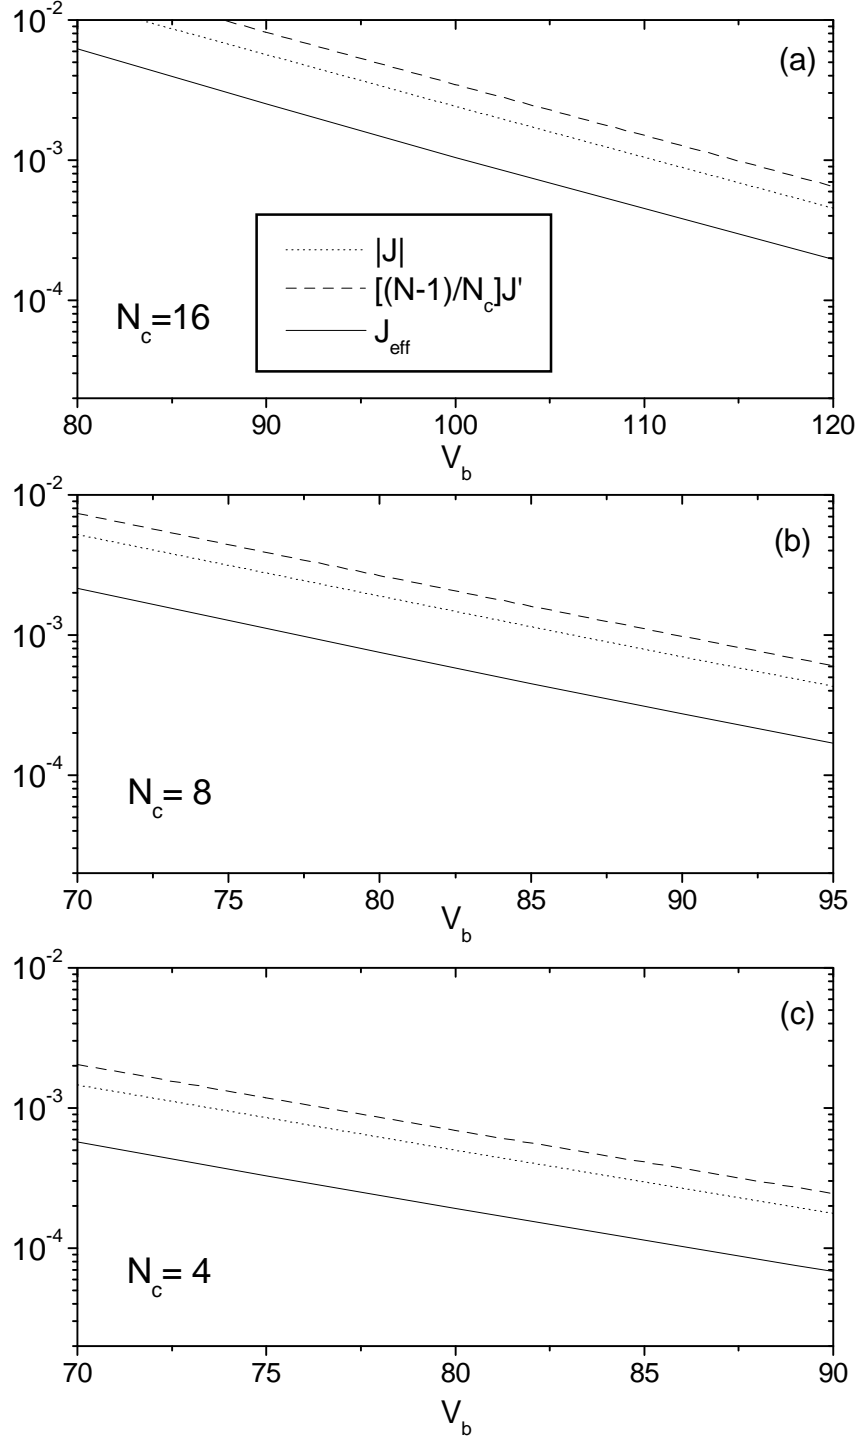 10^-2
(a)
10^-3
|J|
[(N-1)/N_c]J'
J_eff
10^-4
N_c=16
80 90 100 110 120
V_b
10^-2
(b)
10^-3
10^-4
N_c= 8
70 75 80 85 90 95
V_b
10^-2
(c)
10^-3
10^-4
N_c= 4
70 75 80 85 90
V_b